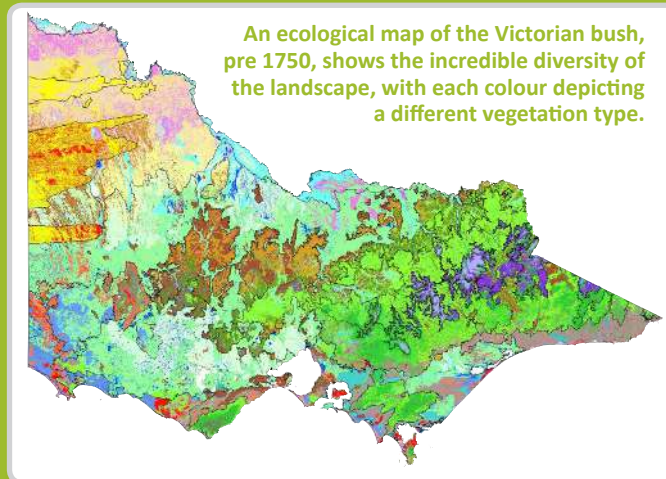 An ecological map of the Victorian bush,
pre 1750, shows the incredible diversity of
the landscape, with each colour depicting
a different vegetation type.